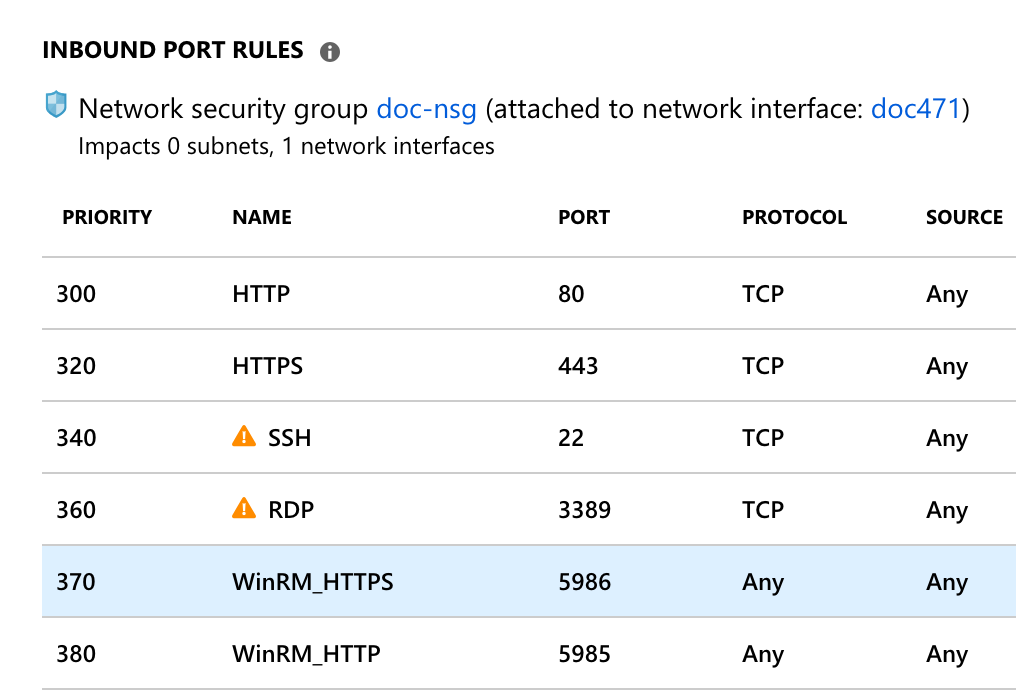 INBOUND PORT RULES
Network security group doc-nsg (attached to network interface: doc471)
Impacts 0 subnets, 1 network interfaces
PRIORITY NAME PORT PROTOCOL SOURCE
300 HTTP 80 TCP Any
320 HTTPS 443 TCP Any
340 SSH 22 TCP Any
360 RDP 3389 TCP Any
370 WinRM_HTTPS 5986 Any Any
380 WinRM_HTTP 5985 Any Any